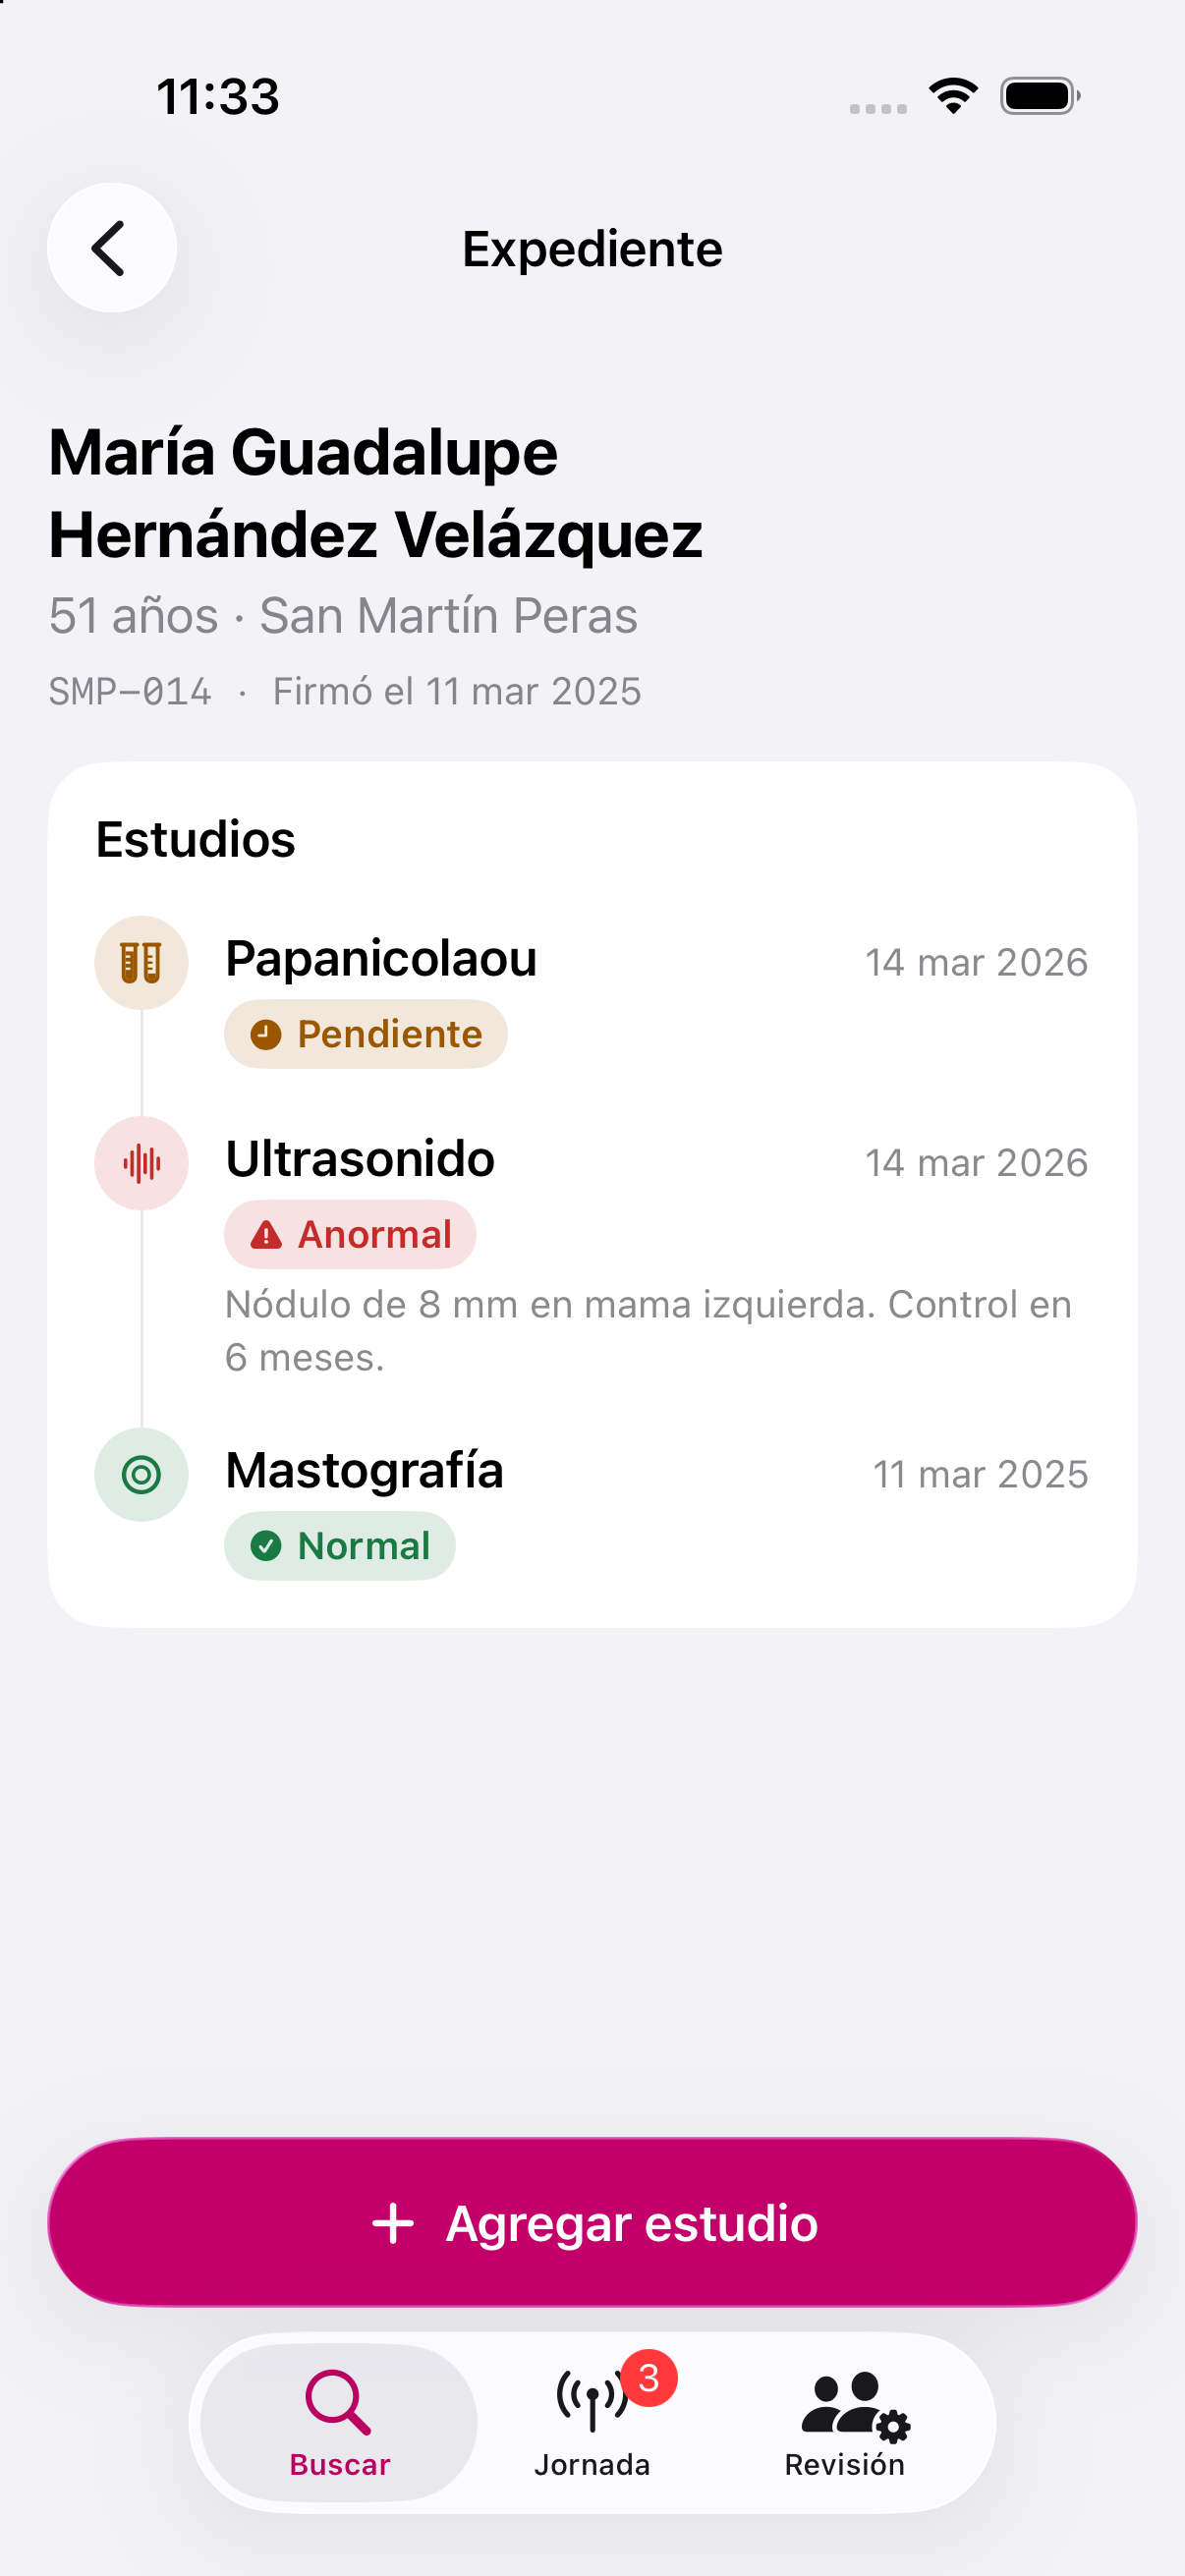 11:33
Expediente
María Guadalupe
Hernández Velázquez
51 años · San Martín Peras
SMP–014 · Firmó el 11 mar 2025
Estudios
Papanicolaou 14 mar 2026
Pendiente
Ultrasonido 14 mar 2026
Anormal
Nódulo de 8 mm en mama izquierda. Control en
6 meses.
Mastografía 11 mar 2025
Normal
+ Agregar estudio
3
Buscar Jornada Revisión